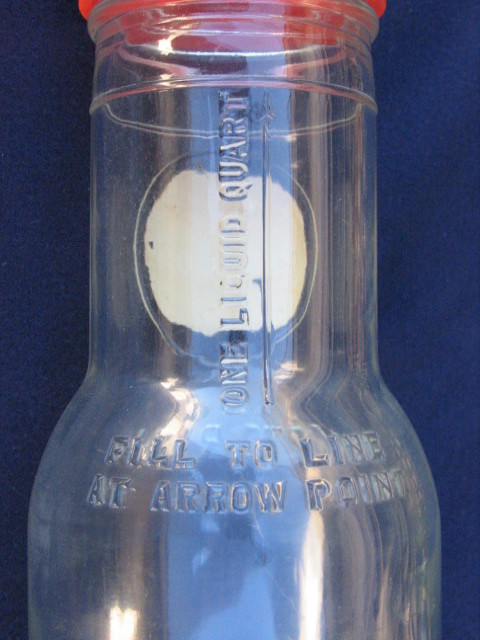 ONE LIQUID QUART
FILL TO LINE
AT ARROW POINT